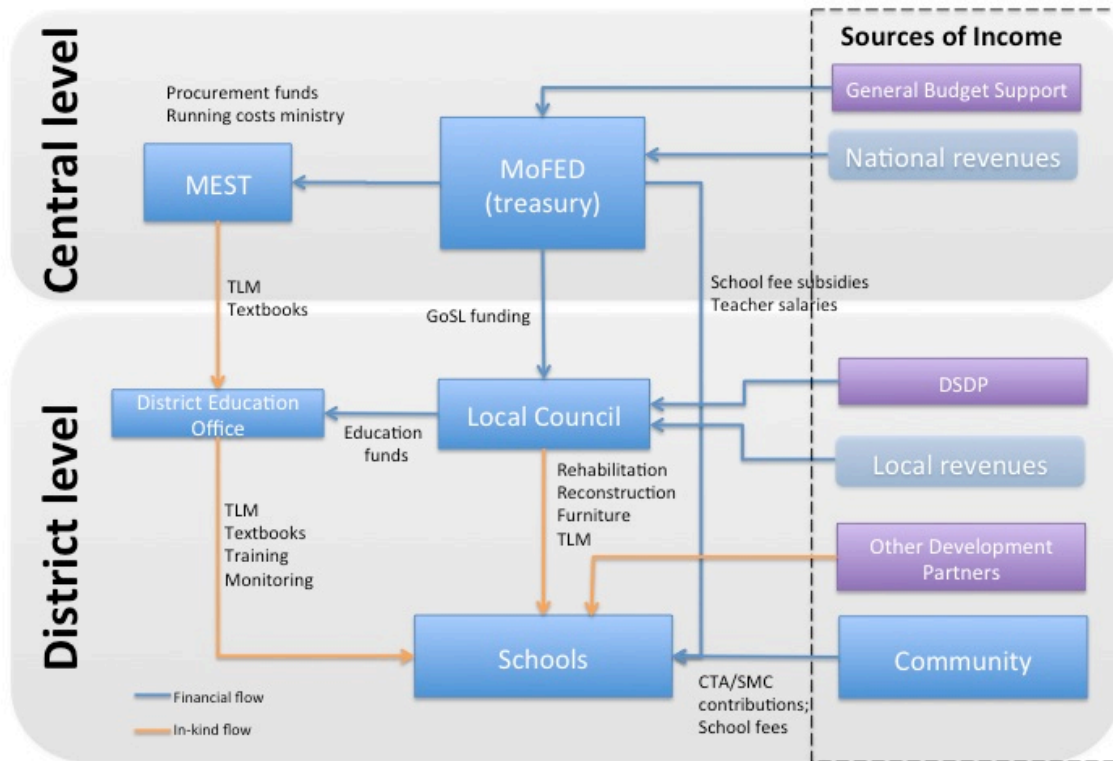 Central level
Sources of Income
General Budget Support
National revenues
Procurement funds
Running costs ministry
MEST
MoFED
(treasury)
TLM
Textbooks
GoSL funding
School fee subsidies
Teacher salaries
District level
District Education
Office
Education
funds
Local Council
DSDP
Local revenues
Rehabilitation
Reconstruction
Furniture
TLM
TLM
Textbooks
Training
Monitoring
Other Development
Partners
Schools
Community
CTA/SMC
contributions;
School fees
Financial flow
In-kind flow